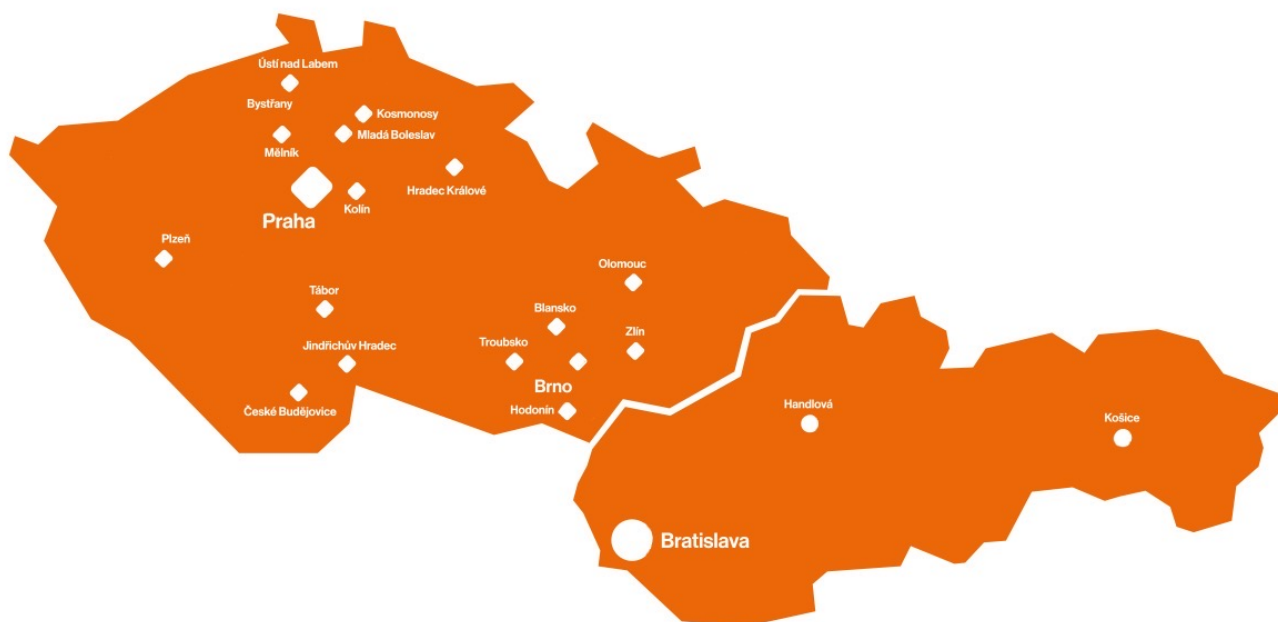 Ústí nad Labem
Bystřany
Kosmonosy
Mladá Boleslav
Mělník
Hradec Králové
Kolín
Praha
Plzeň
Olomouc
Tábor
Blansko
Zlín
Troubsko
Jindřichův Hradec
Brno
Hodonín
České Budějovice
Handlová
Košice
Bratislava